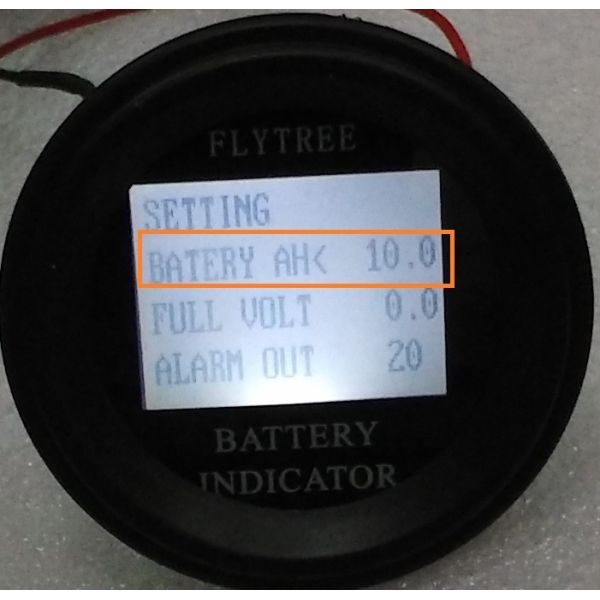 FLYTREE
SETTING
BATERY AH< 10.0
FULL VOLT 0.0
ALARM OUT 20
BATTERY
INDICATOR